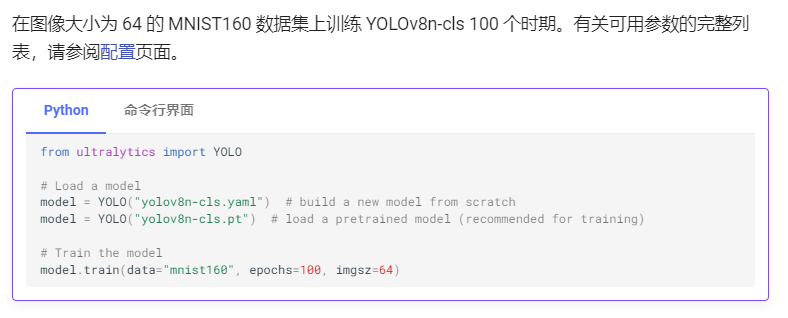 在图像大小为 64 的 MNIST160 数据集上训练 YOLOv8n-cls 100 个时期。有关可用参数的完整列
表，请参阅配置页面。
Python 命令行界面
from ultralytics import YOLO
# Load a model
model = YOLO("yolov8n-cls.yaml")  # build a new model from scratch
model = YOLO("yolov8n-cls.pt")  # load a pretrained model (recommended for training)
# Train the model
model.train(data="mnist160", epochs=100, imgsz=64)